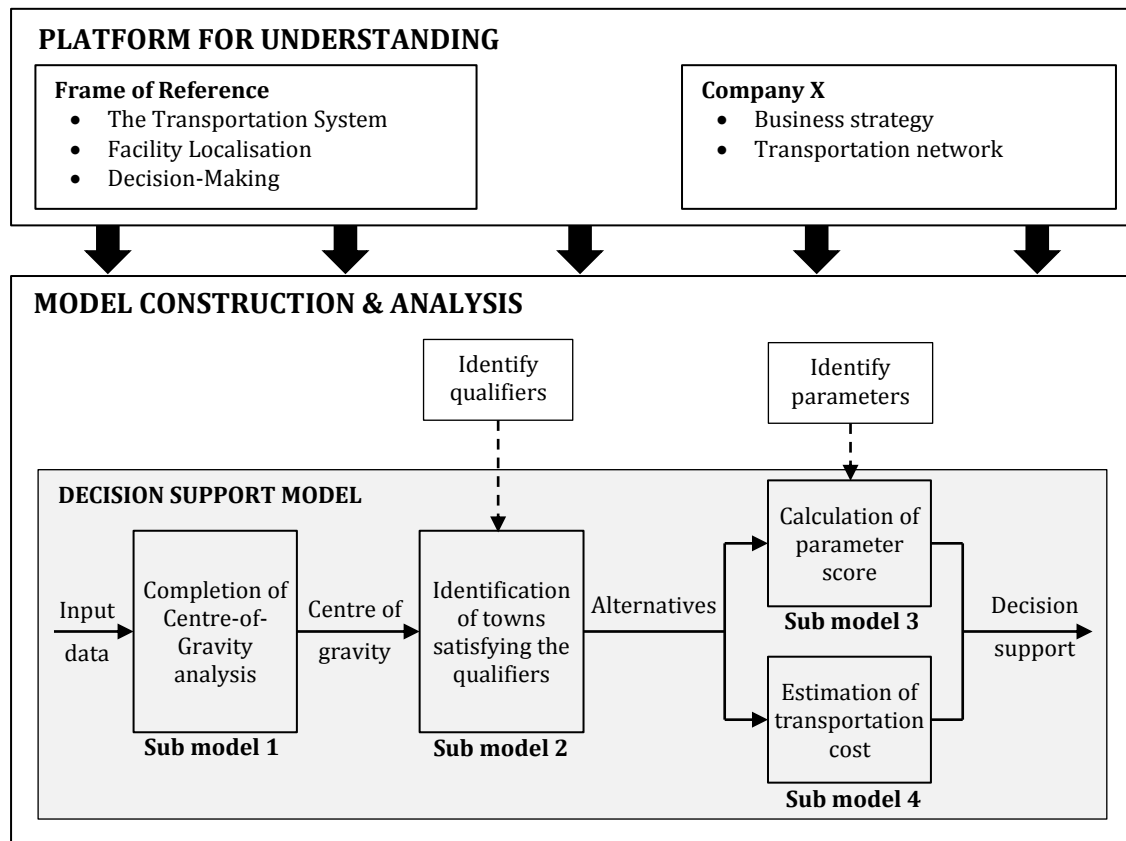 PLATFORM FOR UNDERSTANDING
Frame of Reference
• The Transportation System
• Facility Localisation
• Decision-Making
Company X
• Business strategy
• Transportation network
MODEL CONSTRUCTION & ANALYSIS
Identify
qualifiers
Identify
parameters
DECISION SUPPORT MODEL
Input
data
Completion of
Centre-of-
Gravity
analysis
Sub model 1
Centre of
gravity
Identification
of towns
satisfying the
qualifiers
Sub model 2
Alternatives
Calculation of
parameter
score
Sub model 3
Estimation of
transportation
cost
Sub model 4
Decision
support